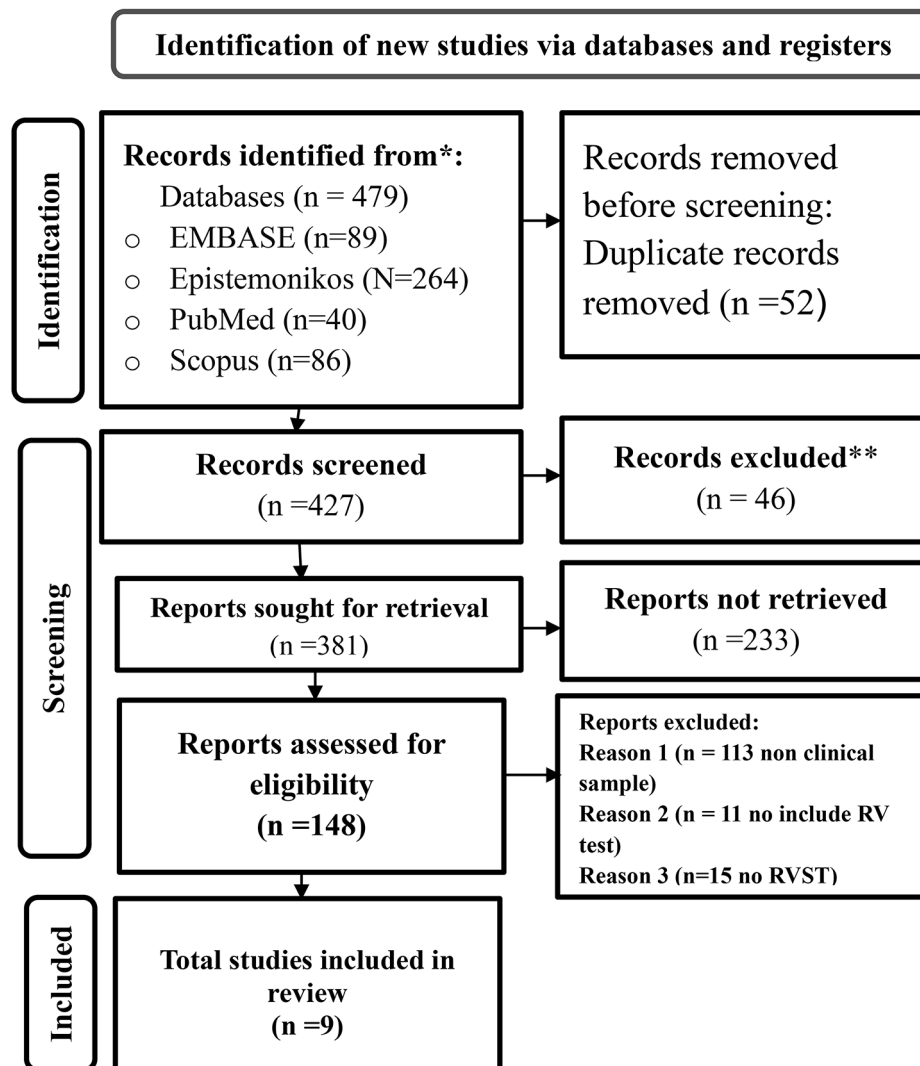 Identification of new studies via databases and registers
Identification
Records identified from*:
Databases (n = 479)
o EMBASE (n=89)
o Epistemonikos (N=264)
o PubMed (n=40)
o Scopus (n=86)
Records removed
before screening:
Duplicate records
removed (n =52)
Screening
Records screened
(n =427)
Records excluded**
(n = 46)
Reports sought for retrieval
(n =381)
Reports not retrieved
(n =233)
Reports assessed for
eligibility
(n =148)
Reports excluded:
Reason 1 (n = 113 non clinical
sample)
Reason 2 (n = 11 no include RV
test)
Reason 3 (n=15 no RVST)
Included
Total studies included in
review
(n =9)